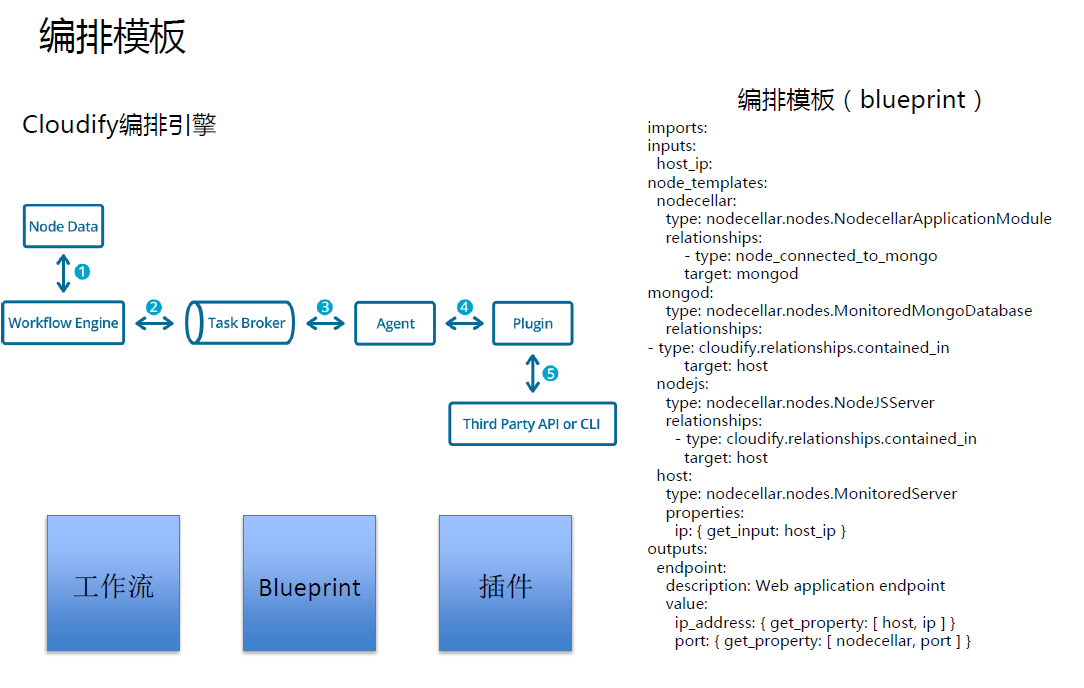 编排模板
Cloudify编排引擎
Node Data
1
Workflow Engine
2
Task Broker
3
Agent
4
Plugin
5
Third Party API or CLI
工作流
Blueprint
插件
编排模板（blueprint）
imports:
inputs:
  host_ip:
node_templates:
  nodecellar:
    type: nodecellar.nodes.NodecellarApplicationModule
    relationships:
        - type: node_connected_to_mongo
        target: mongod
mongod:
    type: nodecellar.nodes.MonitoredMongoDatabase
    relationships:
- type: cloudify.relationships.contained_in
        target: host
  nodejs:
    type: nodecellar.nodes.NodeJSServer
    relationships:
      - type: cloudify.relationships.contained_in
        target: host
  host:
    type: nodecellar.nodes.MonitoredServer
    properties:
      ip: { get_input: host_ip }
outputs:
  endpoint:
    description: Web application endpoint
    value:
      ip_address: { get_property: [ host, ip ] }
      port: { get_property: [ nodecellar, port ] }